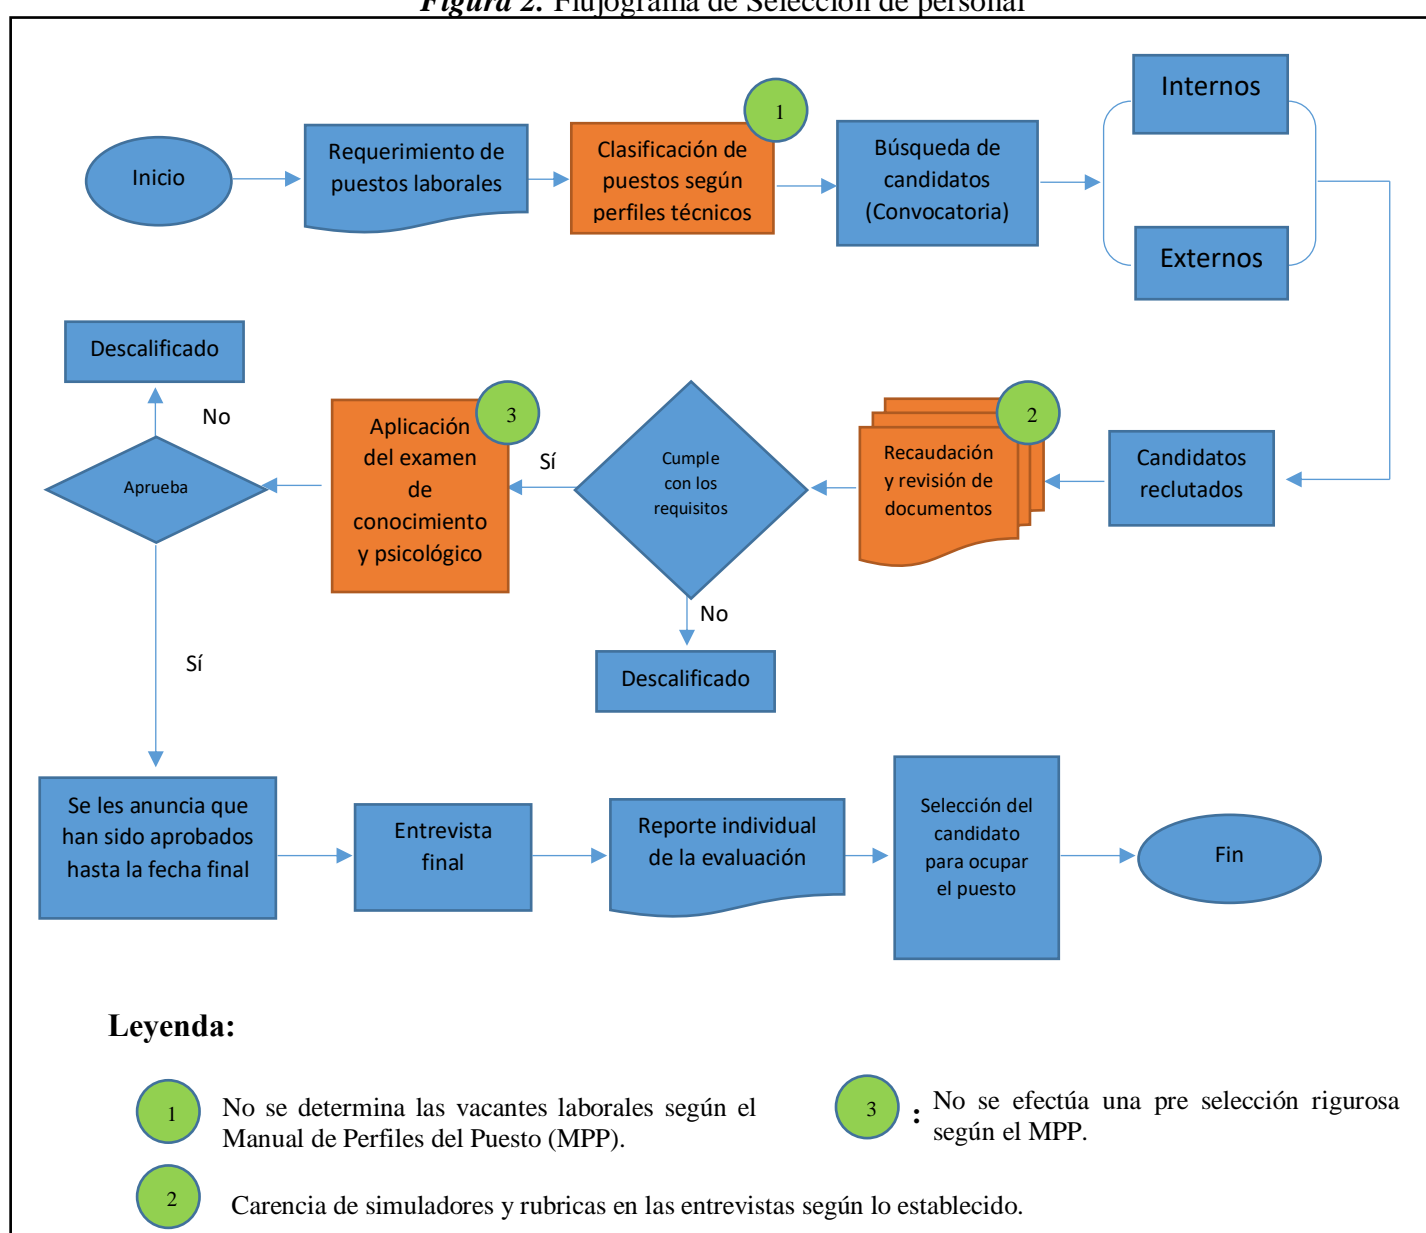 Figura 2. Flujograma de Selección de personal
Inicio
Requerimiento de
puestos laborales
1
Clasificación de
puestos según
perfiles técnicos
Búsqueda de
candidatos
(Convocatoria)
Internos
Externos
Candidatos
reclutados
2
Recaudación
y revisión de
documentos
Cumple
con los
requisitos
Sí
No
Descalificado
3
Aplicación
del examen
de
conocimiento
y psicológico
Aprueba
No
Descalificado
Sí
Se les anuncia que
han sido aprobados
hasta la fecha final
Entrevista
final
Reporte individual
de la evaluación
Selección del
candidato
para ocupar
el puesto
Fin
Leyenda:
1
No se determina las vacantes laborales según el
Manual de Perfiles del Puesto (MPP).
2
Carencia de simuladores y rubricas en las entrevistas según lo establecido.
3 :
No se efectúa una pre selección rigurosa
según el MPP.